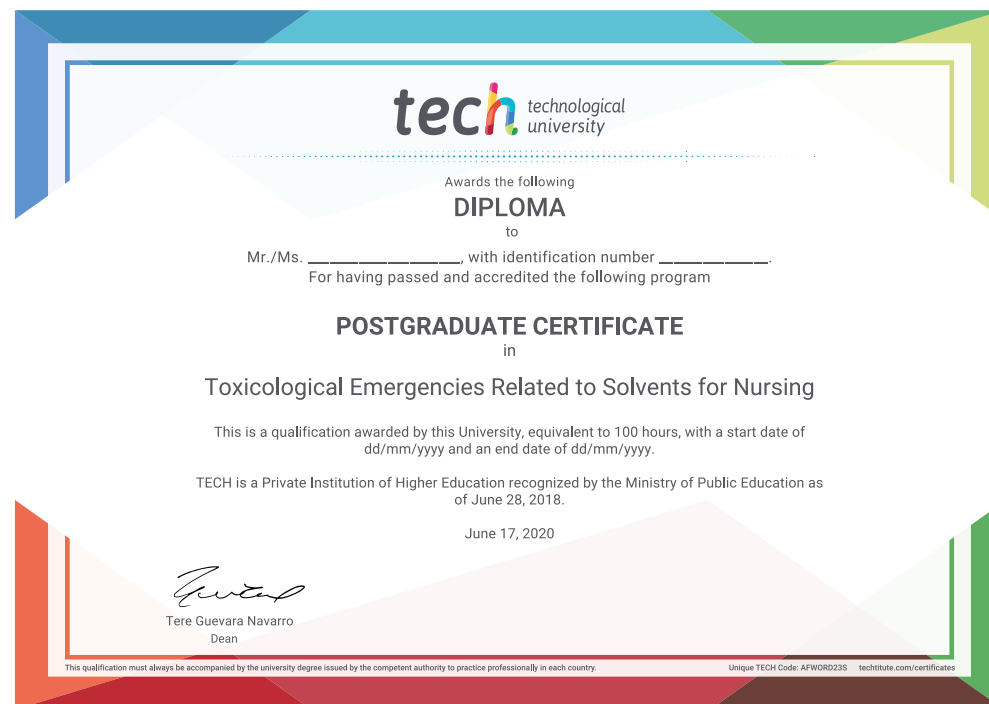 tech technological
university
Awards the following
DIPLOMA
to
Mr./Ms. ____________________, with identification number ______________.
For having passed and accredited the following program
POSTGRADUATE CERTIFICATE
in
Toxicological Emergencies Related to Solvents for Nursing
This is a qualification awarded by this University, equivalent to 100 hours, with a start date of
dd/mm/yyyy and an end date of dd/mm/yyyy.
TECH is a Private Institution of Higher Education recognized by the Ministry of Public Education as
of June 28, 2018.
June 17, 2020
Tere Guevara Navarro
Dean
This qualification must always be accompanied by the university degree issued by the competent authority to practice professionally in each country.
Unique TECH Code: AFWORD23S techtitute.com/certificates